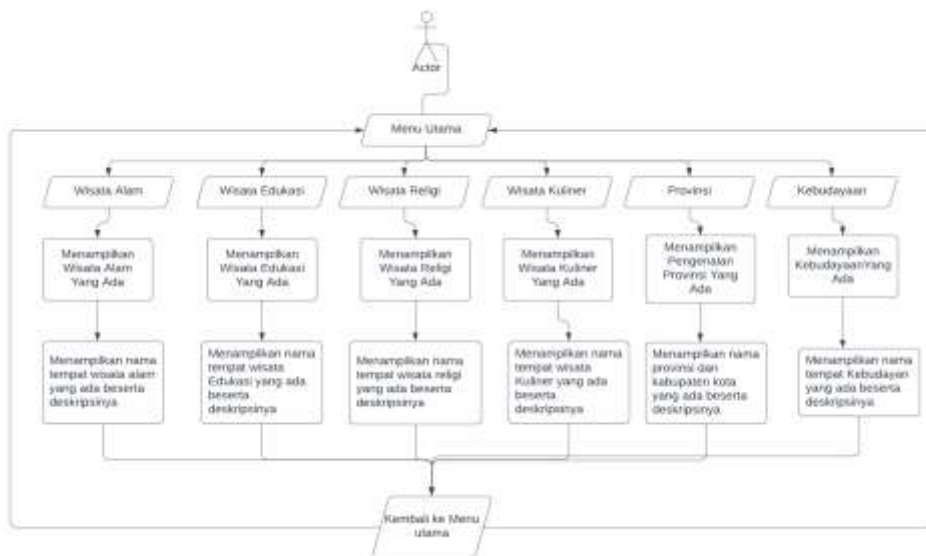 Actor
Menu Utama
Wisata Alam
Wisata Edukasi
Wisata Religi
Wisata Kuliner
Provinsi
Kebudayaan
Menampilkan
Wisata Alam
Yang Ada
Menampilkan
Wisata Edukasi
Yang Ada
Menampilkan
Wisata Religi
Yang Ada
Menampilkan
Wisata Kuliner
Yang Ada
Menampilkan
Pengenalan
Provinsi Yang
Ada
Menampilkan
KebudayaanYang
Ada
Menampilkan nama
tempat wisata alam
yang ada beserta
deskripsinya
Menampilkan nama
tempat wisata
Edukasi yang ada
beserta
deskripsinya
Menampilkan nama
tempat wisata religi
yang ada beserta
deskripsinya
Menampilkan nama
tempat wisata
Kuliner yang ada
beserta
deskripsinya
Menampilkan nama
provinsi dan
kabupaten kota
yang ada beserta
deskripsinya
Menampilkan nama
tempat Kebudayan
yang ada beserta
deskripsinya
Kembali ke Menu
utama